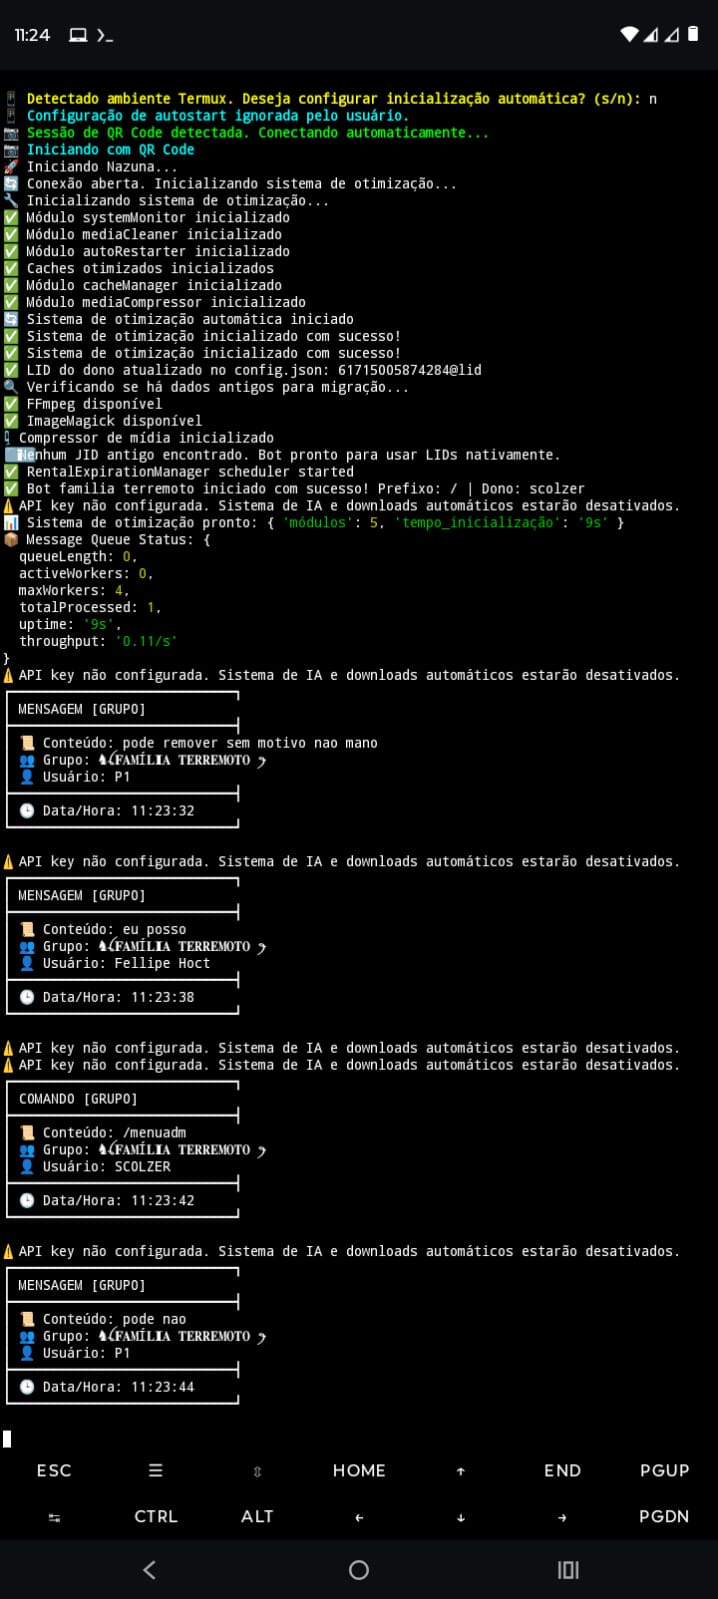 11:24
Detectado ambiente Termux. Deseja configurar inicialização automática? (s/n): n
Configuração de autostart ignorada pelo usuário.
Sessão de QR Code detectada. Conectando automaticamente...
Iniciando com QR Code
Iniciando Nazuna...
Conexão aberta. Inicializando sistema de otimização...
Inicializando sistema de otimização...
Módulo systemMonitor inicializado
Módulo mediaCleaner inicializado
Módulo autoRestarter inicializado
Caches otimizados inicializados
Módulo cacheManager inicializado
Módulo mediaCompressor inicializado
Sistema de otimização automática iniciado
Sistema de otimização inicializado com sucesso!
Sistema de otimização inicializado com sucesso!
LID do dono atualizado no config.json: 61715005874284@lid
Verificando se há dados antigos para migração...
FFmpeg disponível
ImageMagick disponível
Compressor de mídia inicializado
Nenhum JID antigo encontrado. Bot pronto para usar LIDs nativamente.
RentalExpirationManager scheduler started
Bot familia terremoto iniciado com sucesso! Prefixo: / | Dono: scolzer
API key não configurada. Sistema de IA e downloads automáticos estarão desativados.
Sistema de otimização pronto: { 'módulos': 5, 'tempo_inicialização': '9s' }
Message Queue Status: {
queueLength: 0,
activeWorkers: 0,
maxWorkers: 4,
totalProcessed: 1,
uptime: '9s',
throughput: '0.11/s'
}
API key não configurada. Sistema de IA e downloads automáticos estarão desativados.
MENSAGEM [GRUPO]
Conteúdo: pode remover sem motivo nao mano
Grupo: FAMÍLIA TERREMOTO
Usuário: P1
Data/Hora: 11:23:32
API key não configurada. Sistema de IA e downloads automáticos estarão desativados.
MENSAGEM [GRUPO]
Conteúdo: eu posso
Grupo: FAMÍLIA TERREMOTO
Usuário: Fellipe Hoct
Data/Hora: 11:23:38
API key não configurada. Sistema de IA e downloads automáticos estarão desativados.
API key não configurada. Sistema de IA e downloads automáticos estarão desativados.
COMANDO [GRUPO]
Conteúdo: /menuadm
Grupo: FAMÍLIA TERREMOTO
Usuário: SCOLZER
Data/Hora: 11:23:42
API key não configurada. Sistema de IA e downloads automáticos estarão desativados.
MENSAGEM [GRUPO]
Conteúdo: pode nao
Grupo: FAMÍLIA TERREMOTO
Usuário: P1
Data/Hora: 11:23:44
ESC HOME END PGUP
CTRL ALT PGDN